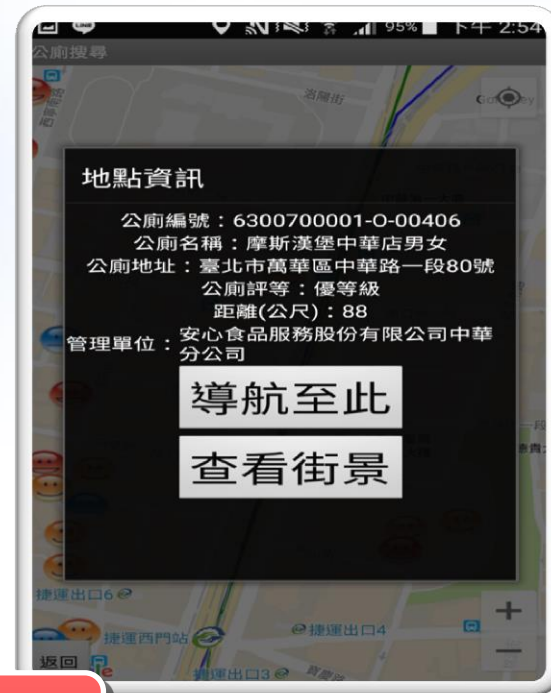 95% 下午 2:54
公廁搜尋
洛陽街
地點資訊
公廁編號：6300700001-O-00406
公廁名稱：摩斯漢堡中華店男女
公廁地址：臺北市萬華區中華路一段80號
公廁評等：優等級
距離(公尺)：88
管理單位：安心食品服務股份有限公司中華
分公司
導航至此
查看街景
捷運出口6
捷運出口4
捷運西門站
返回
捷運出口3
寶慶路